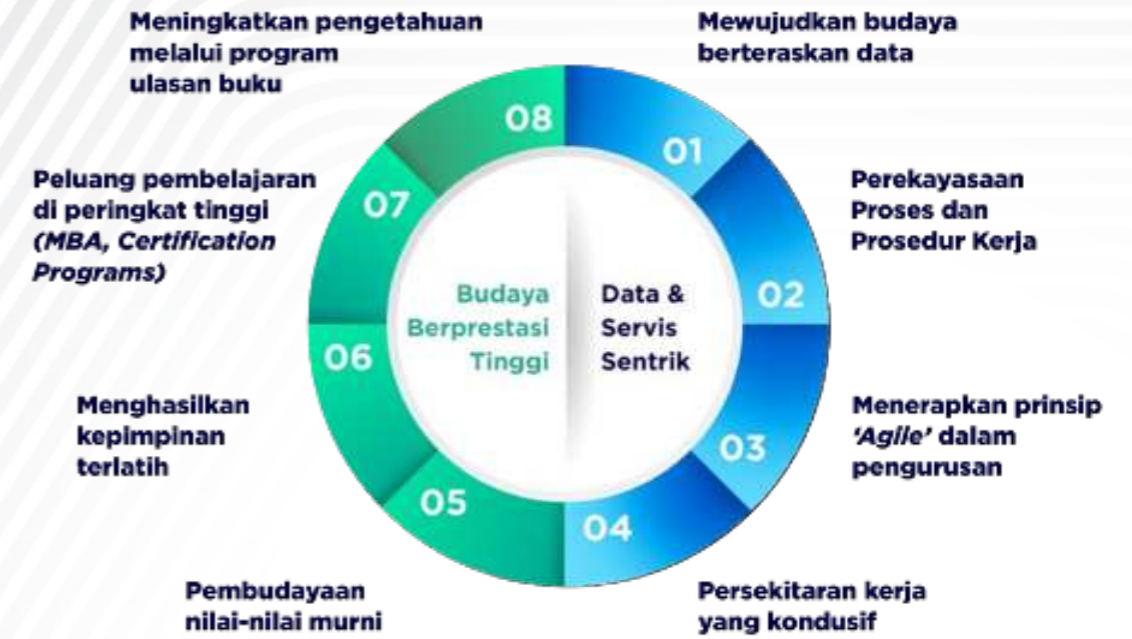 Meningkatkan pengetahuan
melalui program
ulasan buku
Mewujudkan budaya
berteraskan data
08
01
Peluang pembelajaran
di peringkat tinggi
(MBA, Certification
Programs)
07
Perekayasaan
Proses dan
Prosedur Kerja
02
Budaya
Berprestasi
Tinggi
Data &
Servis
Sentrik
06
Menghasilkan
kepimpinan
terlatih
03
Menerapkan prinsip
‘Agile’ dalam
pengurusan
05
04
Pembudayaan
nilai-nilai murni
Persekitaran kerja
yang kondusif